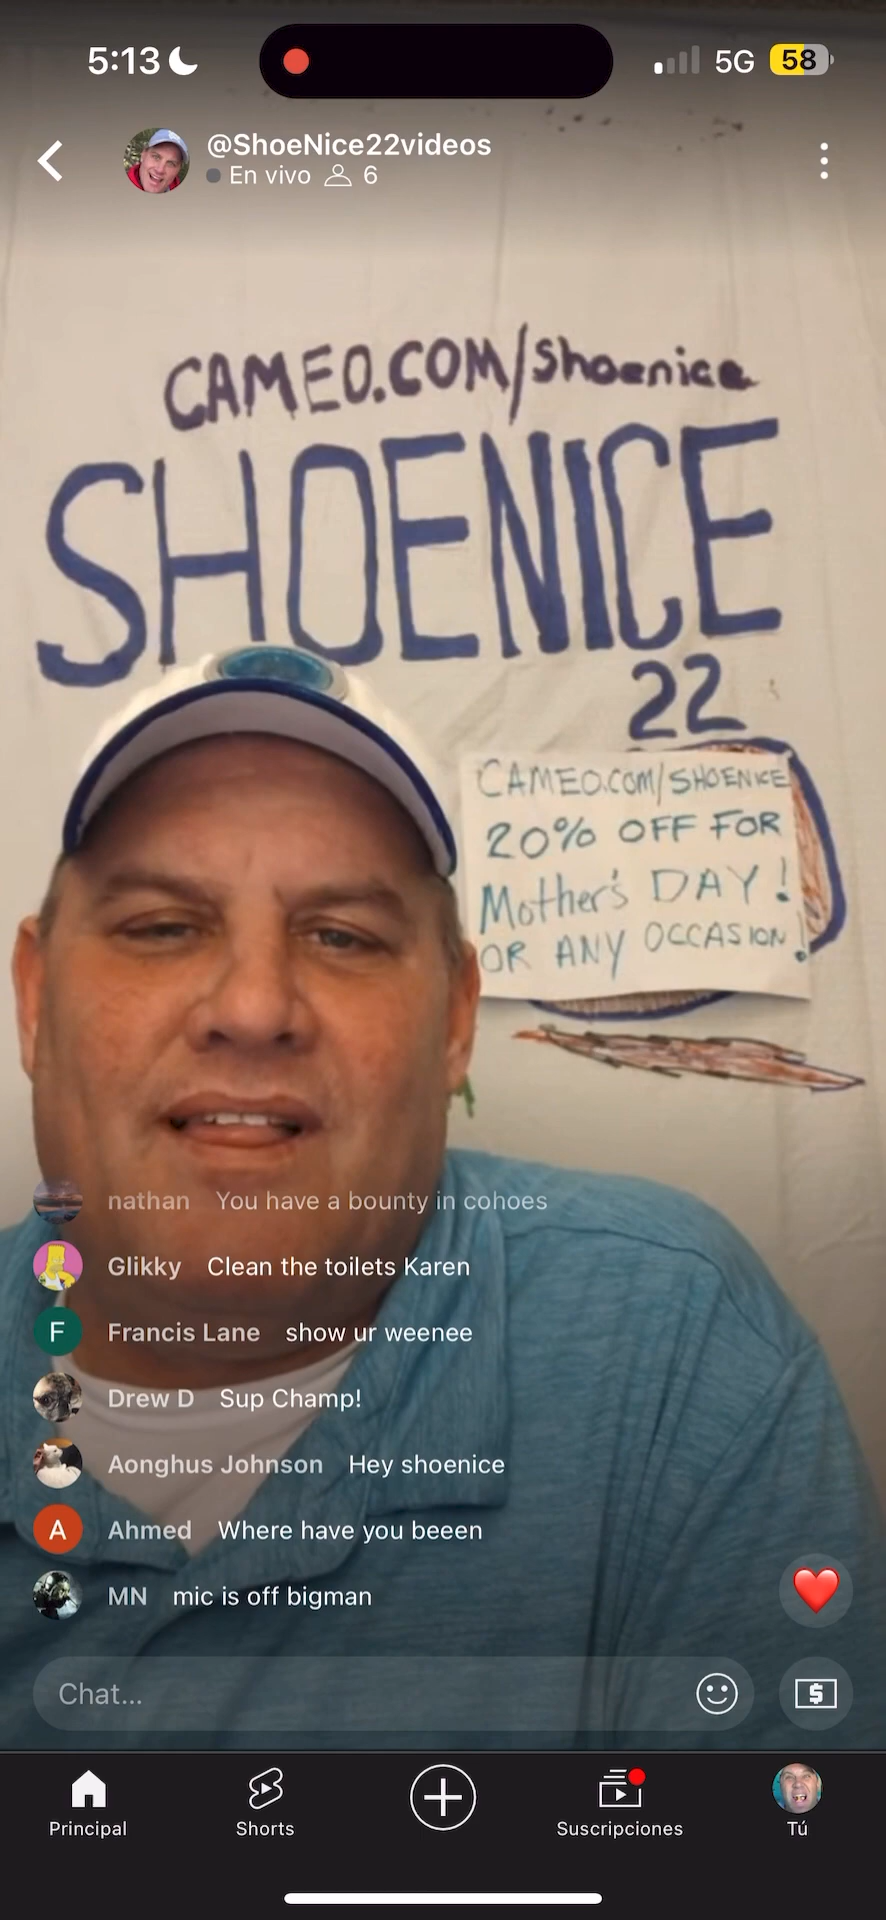 5:13
5G
58
@ShoeNice22videos
En vivo 6
CAMEO.COM/Shoenice
SHOENICE
22
CAMEO.COM/SHOENICE
20% OFF FOR
Mother's DAY!
OR ANY OCCASION!
nathan You have a bounty in cohoes
Glikky Clean the toilets Karen
F Francis Lane show ur weenee
Drew D Sup Champ!
Aonghus Johnson Hey shoenice
A Ahmed Where have you beeen
MN mic is off bigman
Chat...
$
Principal
Shorts
Suscripciones
Tú